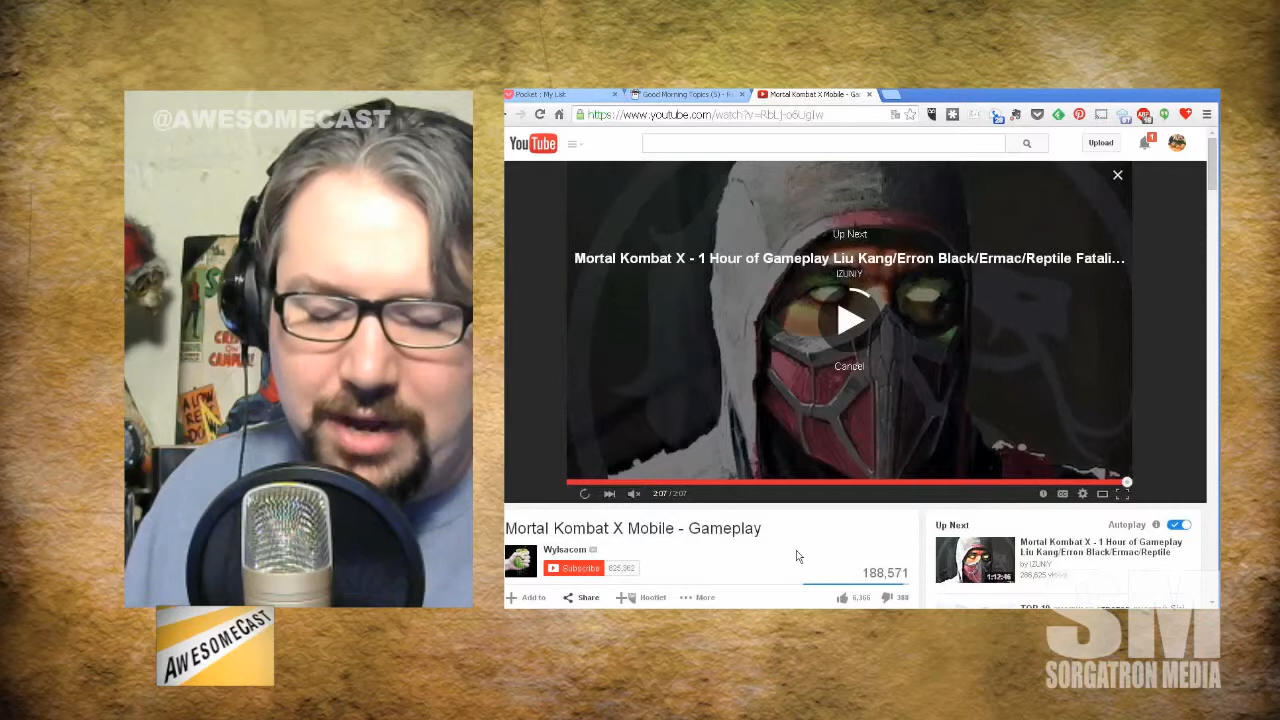 @AWESOMECAST
Pocket : My List
Good Morning Topics (5) - R
Mortal Kombat X Mobile - Ga
https://www.youtube.com/watch?v=RbLj-o6UgIw
YouTube
Upload
1
Up Next
Mortal Kombat X - 1 Hour of Gameplay Liu Kang/Erron Black/Ermac/Reptile Fatali...
IZUNIY
Cancel
2:07 / 2:07
Mortal Kombat X Mobile - Gameplay
Wylsacom
Subscribe
188,571
Add to
Share
Hootlet
More
6,366
388
Up Next
Autoplay
Mortal Kombat X - 1 Hour of Gameplay
Liu Kang/Erron Black/Ermac/Reptile
by IZUNIY
1:12:46
AWESOMECAST
SM
SORGATRON MEDIA